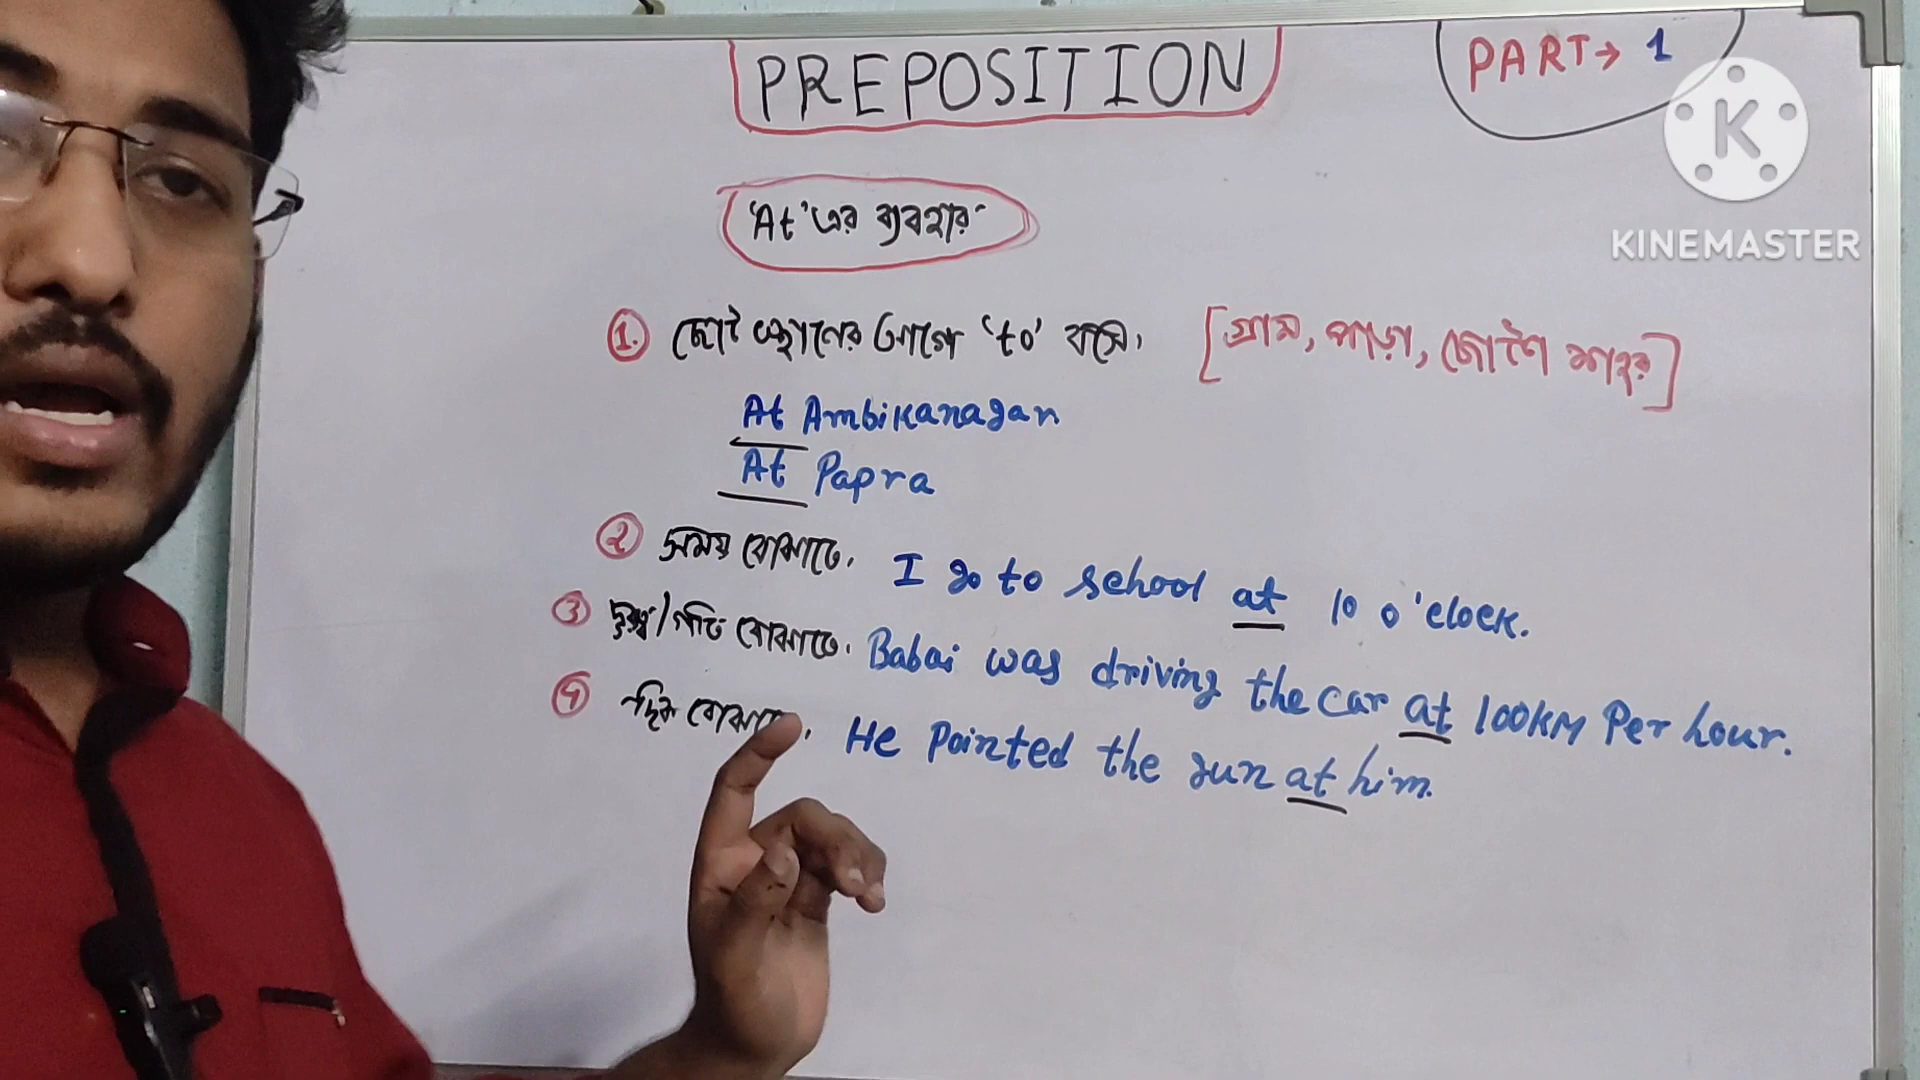 PREPOSITION
PART → 1
K
KINEMASTER
'At' এর ব্যবহার
1. ছোট স্থানের আগে 'to' বসে। [গ্রাম, পাড়া, ছোট শহর]
At Ambikanagar
At Papra
2 সময় বোঝাতে। I go to school at 10 o'clock.
3 দূরত্ব/গতি বোঝাতে। Babai was driving the car at 100KM Per hour.
4 দিক বোঝাতে। He Pointed the gun at him.